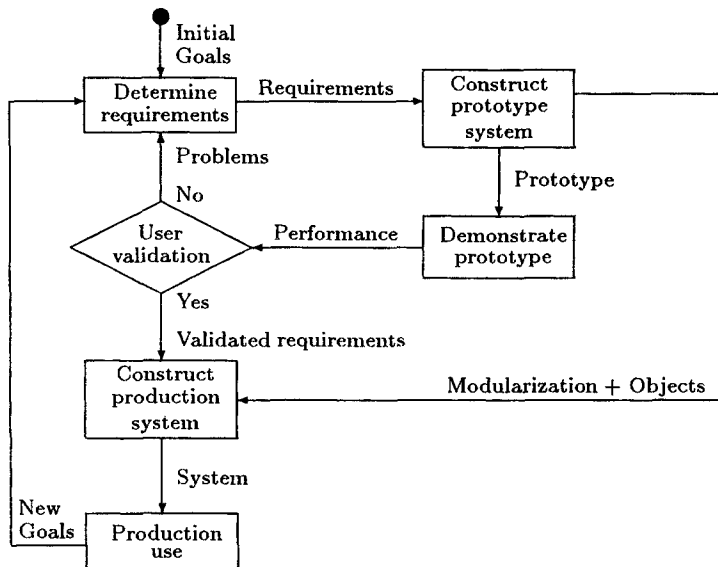 Initial
Goals
Determine
requirements
Requirements
Construct
prototype
system
Problems
Prototype
No
User
validation
Performance
Demonstrate
prototype
Yes
Validated requirements
Construct
production
system
Modularization + Objects
System
New
Goals
Production
use